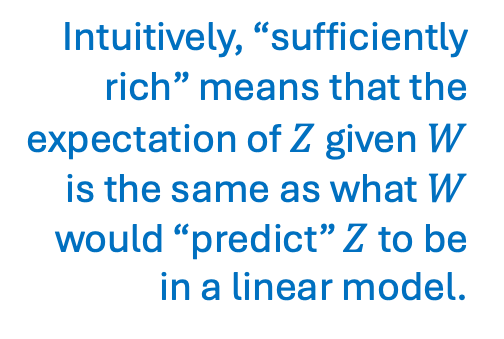 Intuitively, “sufficiently
rich” means that the
expectation of Z given W
is the same as what W
would “predict” Z to be
in a linear model.